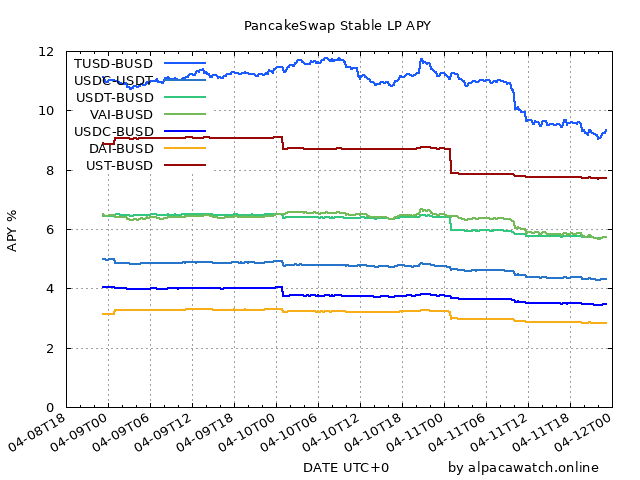 PancakeSwap Stable LP APY
12
10
8
6
4
2
0
APY %
TUSD-BUSD
USDC-USDT
USDT-BUSD
VAI-BUSD
USDC-BUSD
DAT-BUSD
UST-BUSD
04-08T18
04-09T00
04-09T06
04-09T12
04-09T18
04-10T00
04-10T06
04-10T12
04-10T18
04-11T00
04-11T06
04-11T12
04-11T18
04-12T00
DATE UTC+0
by alpacawatch.online